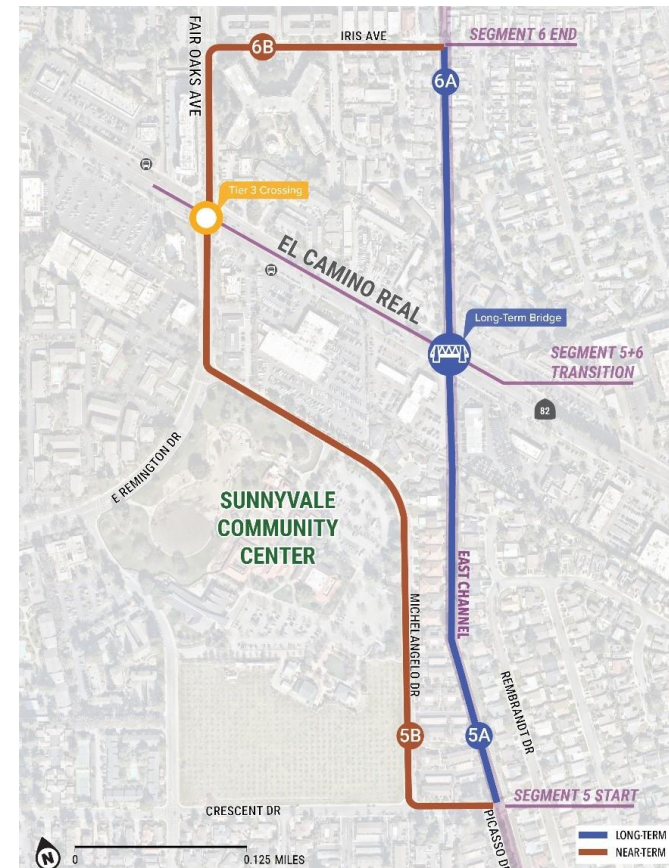 FAIR OAKS AVE
6B
IRIS AVE
SEGMENT 6 END
6A
Tier 3 Crossing
EL CAMINO REAL
Long-Term Bridge
SEGMENT 5+6
TRANSITION
82
E REMINGTON DR
SUNNYVALE
COMMUNITY
CENTER
EAST CHANNEL
MICHELANGELO DR
REMBRANDT DR
5B
5A
SEGMENT 5 START
CRESCENT DR
LONG-TERM
NEAR-TERM
N
0
0.125 MILES